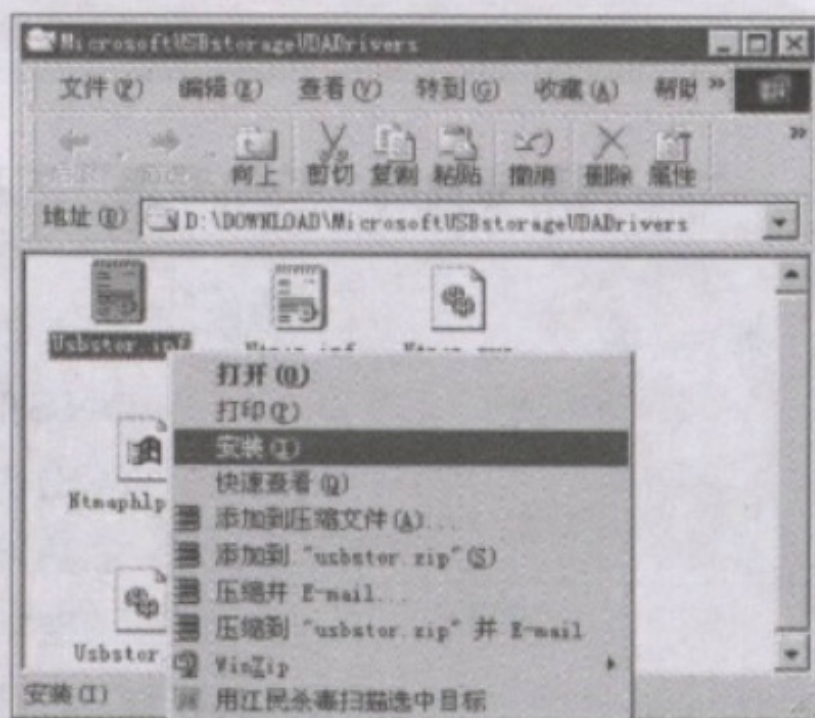 MicrosoftUSBstorageUDADrivers
文件(F) 编辑(E) 查看(V) 转到(G) 收藏(A) 帮助 »
向上 剪切 复制 粘贴 撤消 删除 属性 »
地址(D) D:\DOWNLOAD\MicrosoftUSBstorageUDADrivers
Usbstor.inf
打开(O)
打印(P)
安装(I)
快速查看(Q)
Ntmaphlp
添加到压缩文件(A)...
添加到 "usbstor.zip"(S)
压缩并 E-mail...
压缩到 "usbstor.zip" 并 E-mail
Usbstor.
WinZip
安装(I)
用江民杀毒扫描选中目标